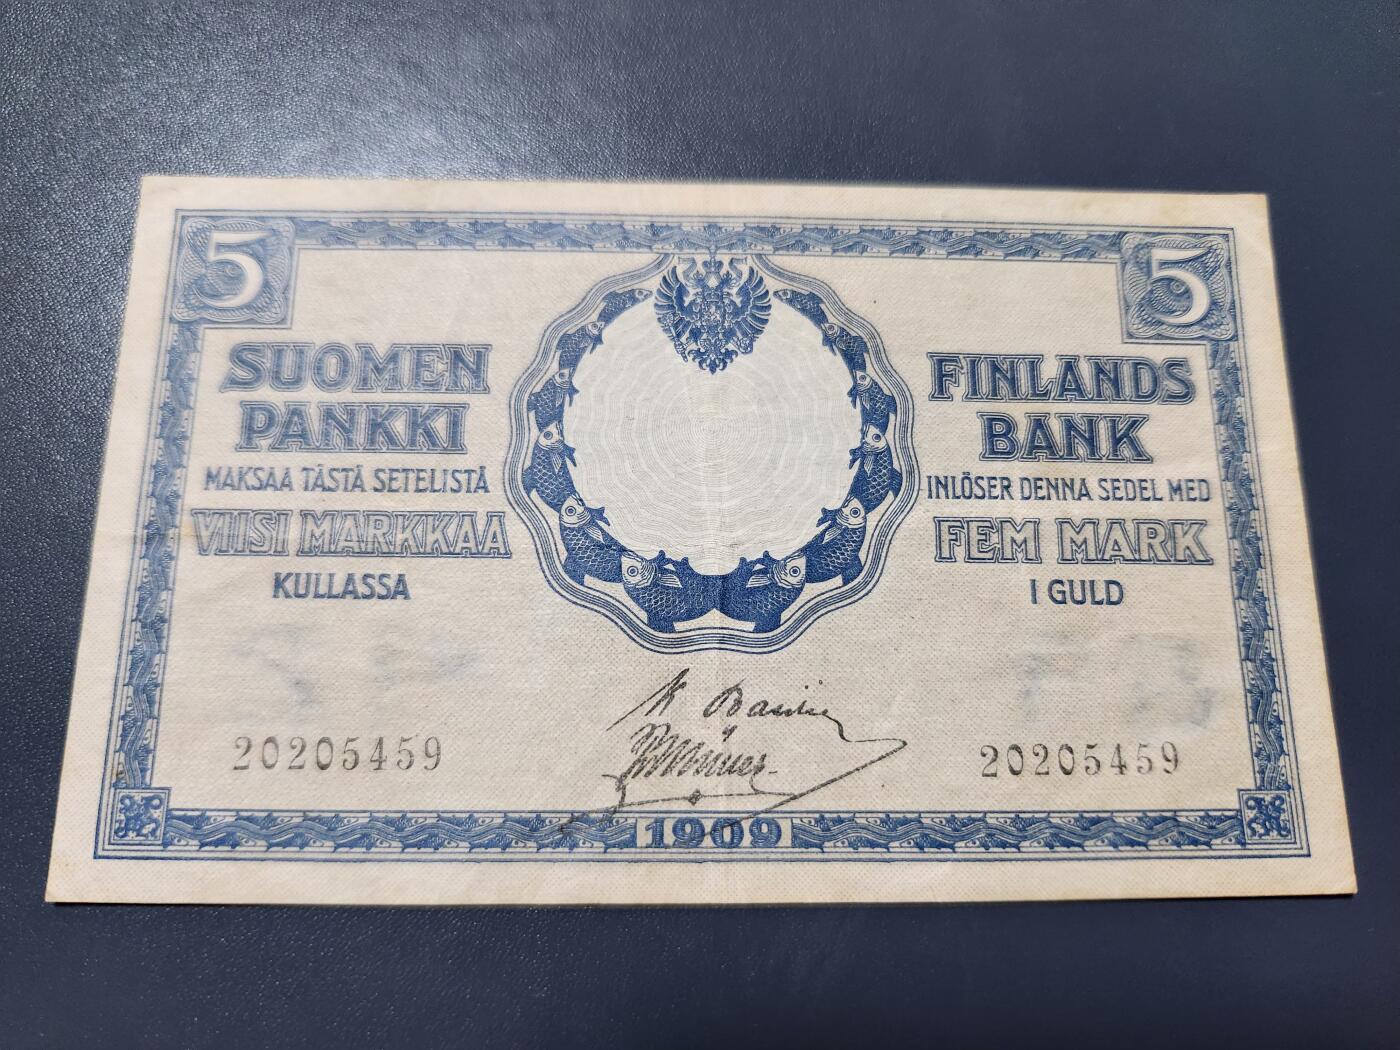 5
5
SUOMEN
PANKKI
MAKSAA TÄSTÄ SETELISTÄ
VIISI MARKKAA
KULLASSA
FINLANDS
BANK
INLÖSER DENNA SEDEL MED
FEM MARK
I GULD
20205459
20205459
1909